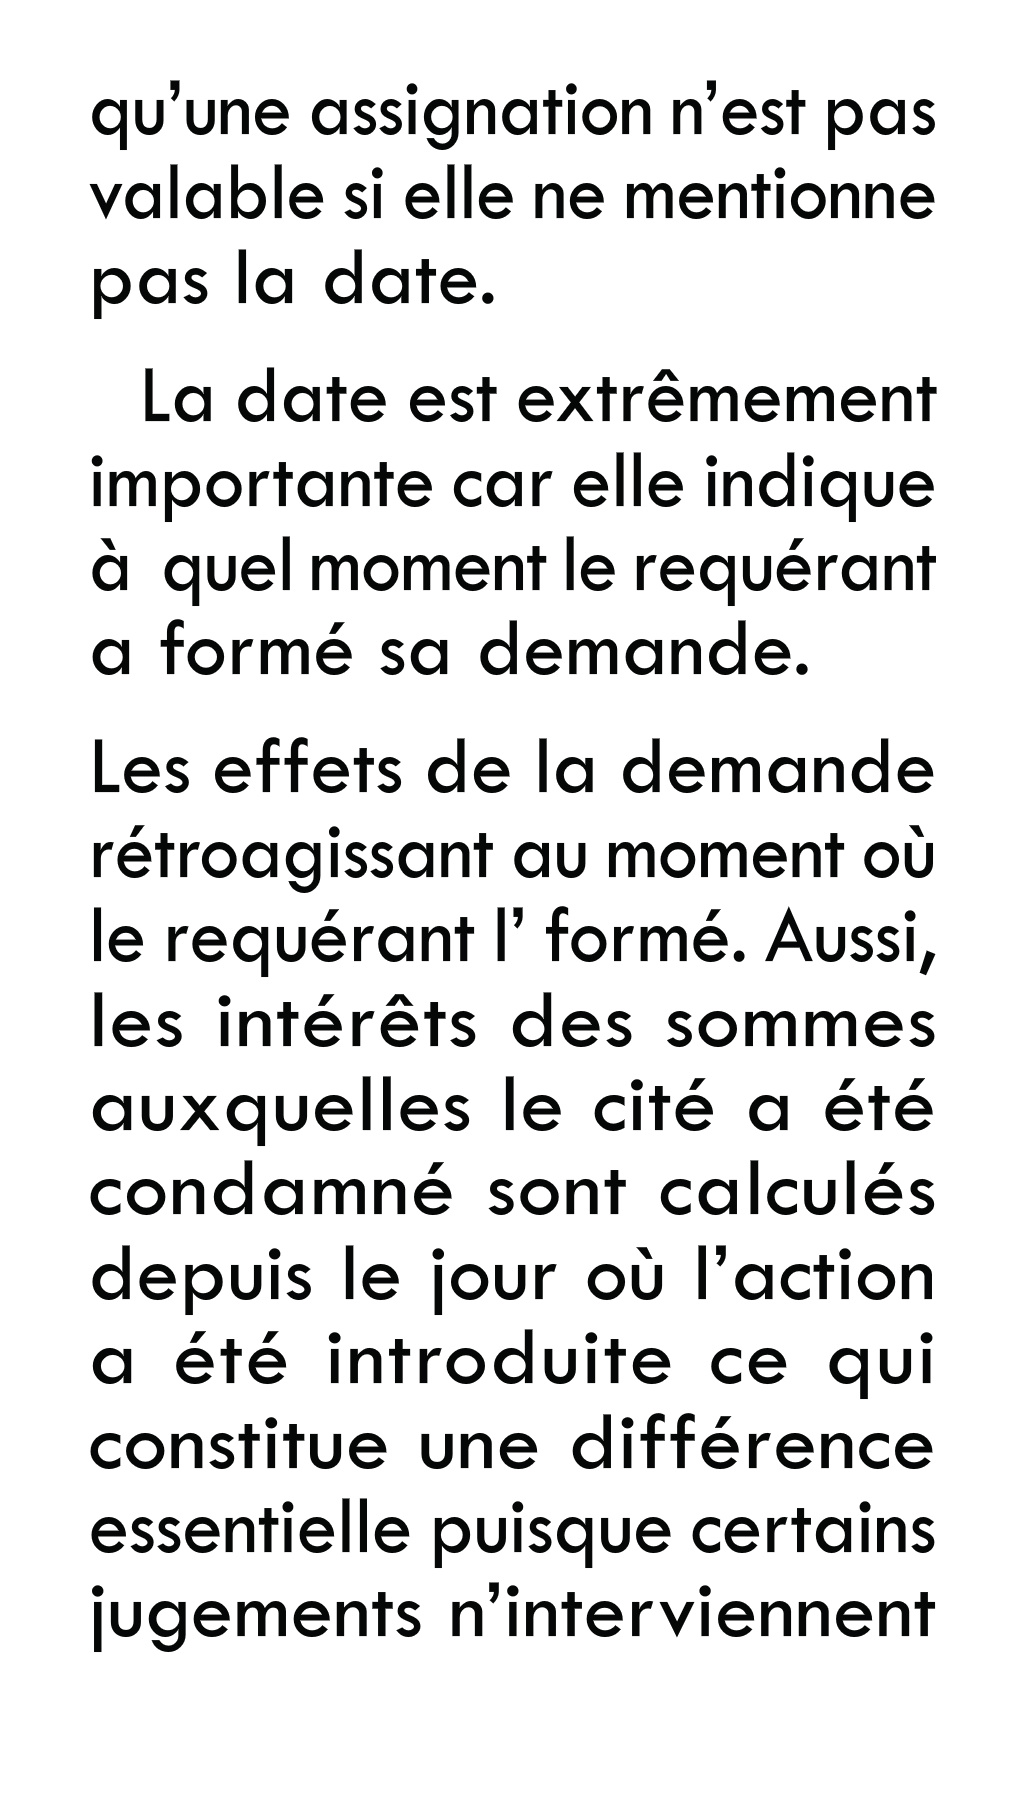 qu’une assignation n’est pas
valable si elle ne mentionne
pas la date.
La date est extrêmement
importante car elle indique
à quel moment le requérant
a formé sa demande.
Les effets de la demande
rétroagissant au moment où
le requérant l’ formé. Aussi,
les intérêts des sommes
auxquelles le cité a été
condamné sont calculés
depuis le jour où l’action
a été introduite ce qui
constitue une différence
essentielle puisque certains
jugements n’interviennent